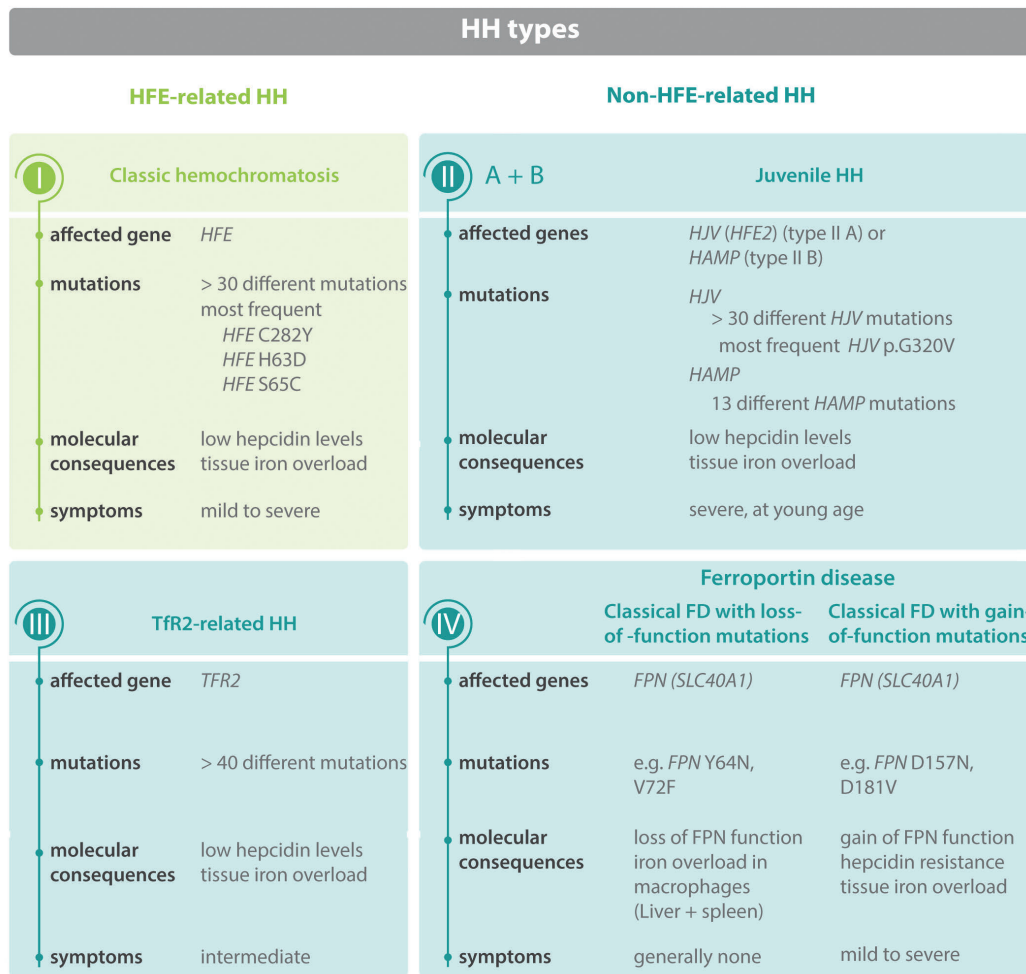 HH types
HFE-related HH
Non-HFE-related HH
I
Classic hemochromatosis
affected gene HFE
mutations > 30 different mutations
most frequent
HFE C282Y
HFE H63D
HFE S65C
molecular low hepcidin levels
consequences tissue iron overload
symptoms mild to severe
II A + B
Juvenile HH
affected genes HJV (HFE2) (type II A) or
HAMP (type II B)
mutations HJV
> 30 different HJV mutations
most frequent HJV p.G320V
HAMP
13 different HAMP mutations
molecular low hepcidin levels
consequences tissue iron overload
symptoms severe, at young age
III
TfR2-related HH
affected gene TFR2
mutations > 40 different mutations
molecular low hepcidin levels
consequences tissue iron overload
symptoms intermediate
IV
Ferroportin disease
Classical FD with loss- Classical FD with gain-
of -function mutations of-function mutations
affected genes FPN (SLC40A1) FPN (SLC40A1)
mutations e.g. FPN Y64N, e.g. FPN D157N,
V72F D181V
molecular loss of FPN function gain of FPN function
consequences iron overload in hepcidin resistance
macrophages tissue iron overload
(Liver + spleen)
symptoms generally none mild to severe